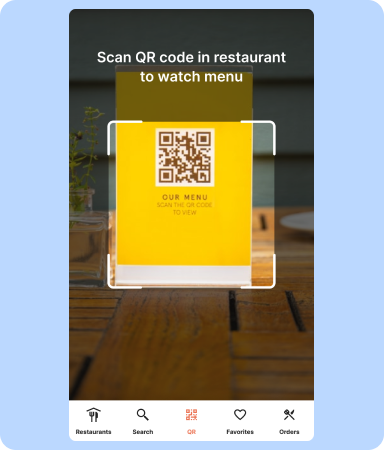 Scan QR code in restaurant
to watch menu
OUR MENU
SCAN THE QR CODE
TO VIEW
Restaurants
Search
QR
Favorites
Orders